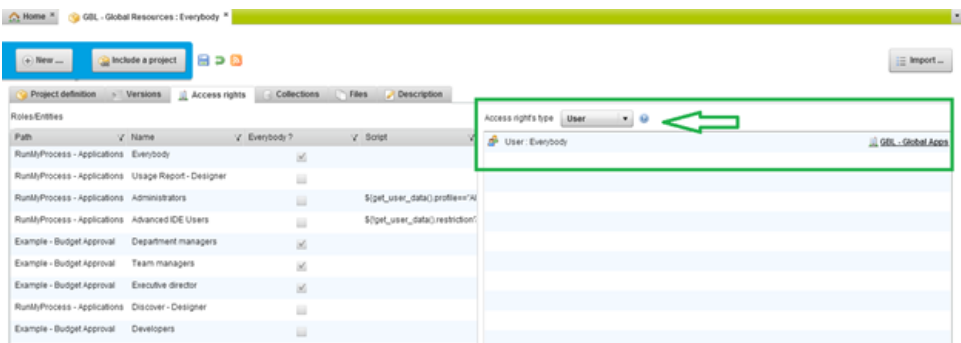 Home
GBL - Global Resources : Everybody
New ...
Include a project
Import ...
Project definition
Versions
Access rights
Collections
Files
Description
Roles/Entities
Access right's type
User
Path
Name
Everybody ?
Script
User : Everybody
GBL - Global Apps
RunMyProcess - Applications Everybody
RunMyProcess - Applications Usage Report - Designer
RunMyProcess - Applications Administrators ${get_user_data().profile=="Al
RunMyProcess - Applications Advanced IDE Users ${!get_user_data().restriction
Example - Budget Approval Department managers
Example - Budget Approval Team managers
Example - Budget Approval Executive director
RunMyProcess - Applications Discover - Designer
Example - Budget Approval Developers